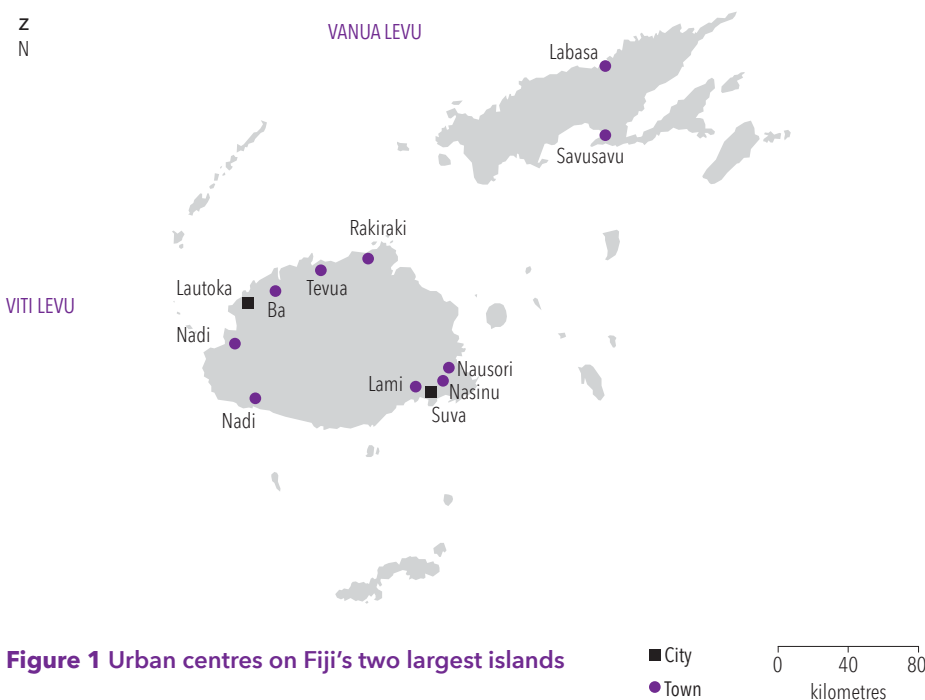 Z
N
VANUA LEVU
Labasa
Savusavu
Rakiraki
Tevua
Lautoka
Ba
VITI LEVU
Nadi
Nausori
Lami
Nasinu
Suva
Nadi
Figure 1 Urban centres on Fiji's two largest islands
City
Town
0 40 80
kilometres